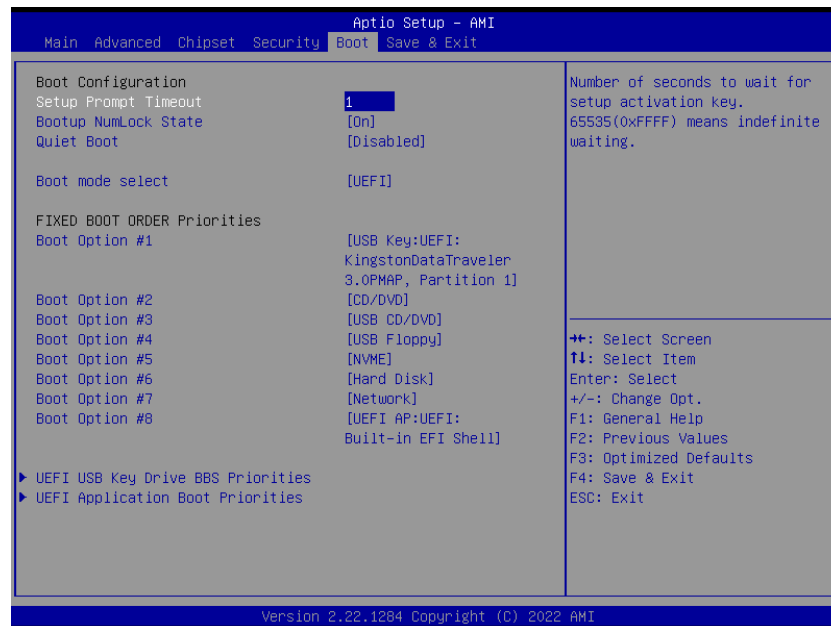 Aptio Setup – AMI
Main Advanced Chipset Security Boot Save & Exit
Boot Configuration
Setup Prompt Timeout 1
Bootup NumLock State [On]
Quiet Boot [Disabled]
Boot mode select [UEFI]
FIXED BOOT ORDER Priorities
Boot Option #1 [USB Key:UEFI:
KingstonDataTraveler
3.0PMAP, Partition 1]
Boot Option #2 [CD/DVD]
Boot Option #3 [USB CD/DVD]
Boot Option #4 [USB Floppy]
Boot Option #5 [NVME]
Boot Option #6 [Hard Disk]
Boot Option #7 [Network]
Boot Option #8 [UEFI AP:UEFI:
Built-in EFI Shell]
▶ UEFI USB Key Drive BBS Priorities
▶ UEFI Application Boot Priorities
Number of seconds to wait for
setup activation key.
65535(0xFFFF) means indefinite
waiting.
→←: Select Screen
↑↓: Select Item
Enter: Select
+/-: Change Opt.
F1: General Help
F2: Previous Values
F3: Optimized Defaults
F4: Save & Exit
ESC: Exit
Version 2.22.1284 Copyright (C) 2022 AMI